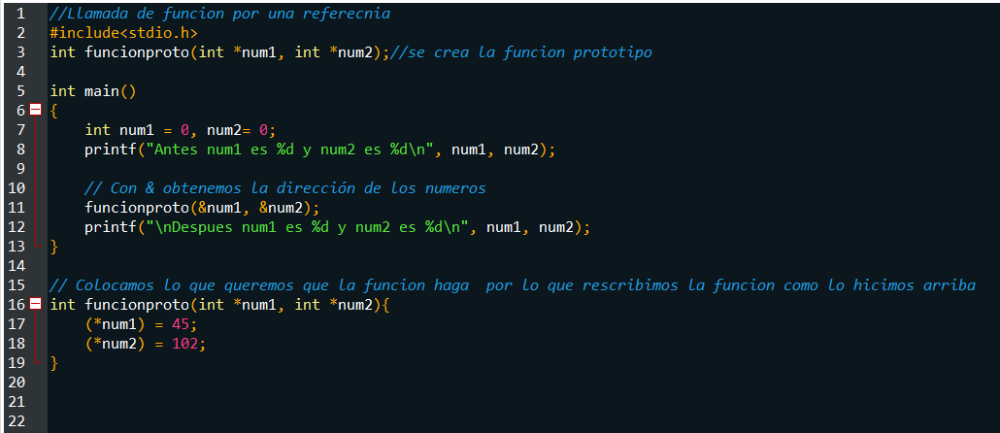 1 //Llamada de funcion por una referecnia
2 #include<stdio.h>
3 int funcionproto(int *num1, int *num2);//se crea la funcion prototipo
4
5 int main()
6 {
7 int num1 = 0, num2= 0;
8 printf("Antes num1 es %d y num2 es %d\n", num1, num2);
9
10 // Con & obtenemos la dirección de los numeros
11 funcionproto(&num1, &num2);
12 printf("\nDespues num1 es %d y num2 es %d\n", num1, num2);
13 }
14
15 // Colocamos lo que queremos que la funcion haga  por lo que rescribimos la funcion como lo hicimos arriba
16 int funcionproto(int *num1, int *num2){
17 (*num1) = 45;
18 (*num2) = 102;
19 }
20
21
22